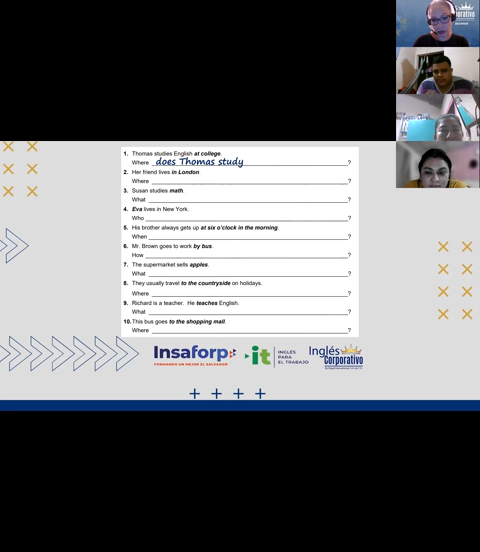 1. Thomas studies English at college.
Where does Thomas study ?
2. Her friend lives in London.
Where ?
3. Susan studies math.
What ?
4. Eva lives in New York.
Who ?
5. His brother always gets up at six o'clock in the morning.
When ?
6. Mr. Brown goes to work by bus.
How ?
7. The supermarket sells apples.
What ?
8. They usually travel to the countryside on holidays.
Where ?
9. Richard is a teacher. He teaches English.
What ?
10. This bus goes to the shopping mall.
Where ?
Insaforp
FORMANDO UN MEJOR EL SALVADOR
it
INGLÉS
PARA
EL TRABAJO
Inglés
Corporativo